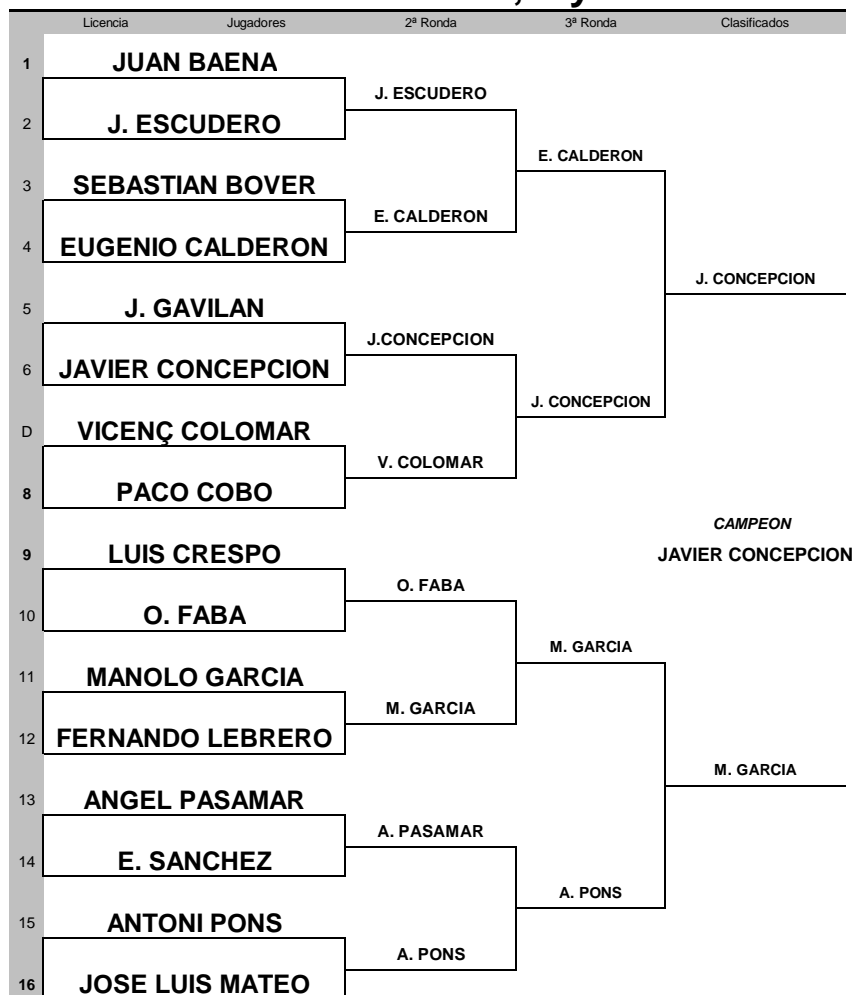 Licencia Jugadores 2ª Ronda 3ª Ronda Clasificados
1 JUAN BAENA
J. ESCUDERO
2 J. ESCUDERO
E. CALDERON
3 SEBASTIAN BOVER
E. CALDERON
4 EUGENIO CALDERON
J. CONCEPCION
5 J. GAVILAN
J.CONCEPCION
6 JAVIER CONCEPCION
J. CONCEPCION
D VICENÇ COLOMAR
V. COLOMAR
8 PACO COBO
CAMPEON
9 LUIS CRESPO JAVIER CONCEPCION
O. FABA
10 O. FABA
M. GARCIA
11 MANOLO GARCIA
M. GARCIA
12 FERNANDO LEBRERO
M. GARCIA
13 ANGEL PASAMAR
A. PASAMAR
14 E. SANCHEZ
A. PONS
15 ANTONI PONS
A. PONS
16 JOSE LUIS MATEO